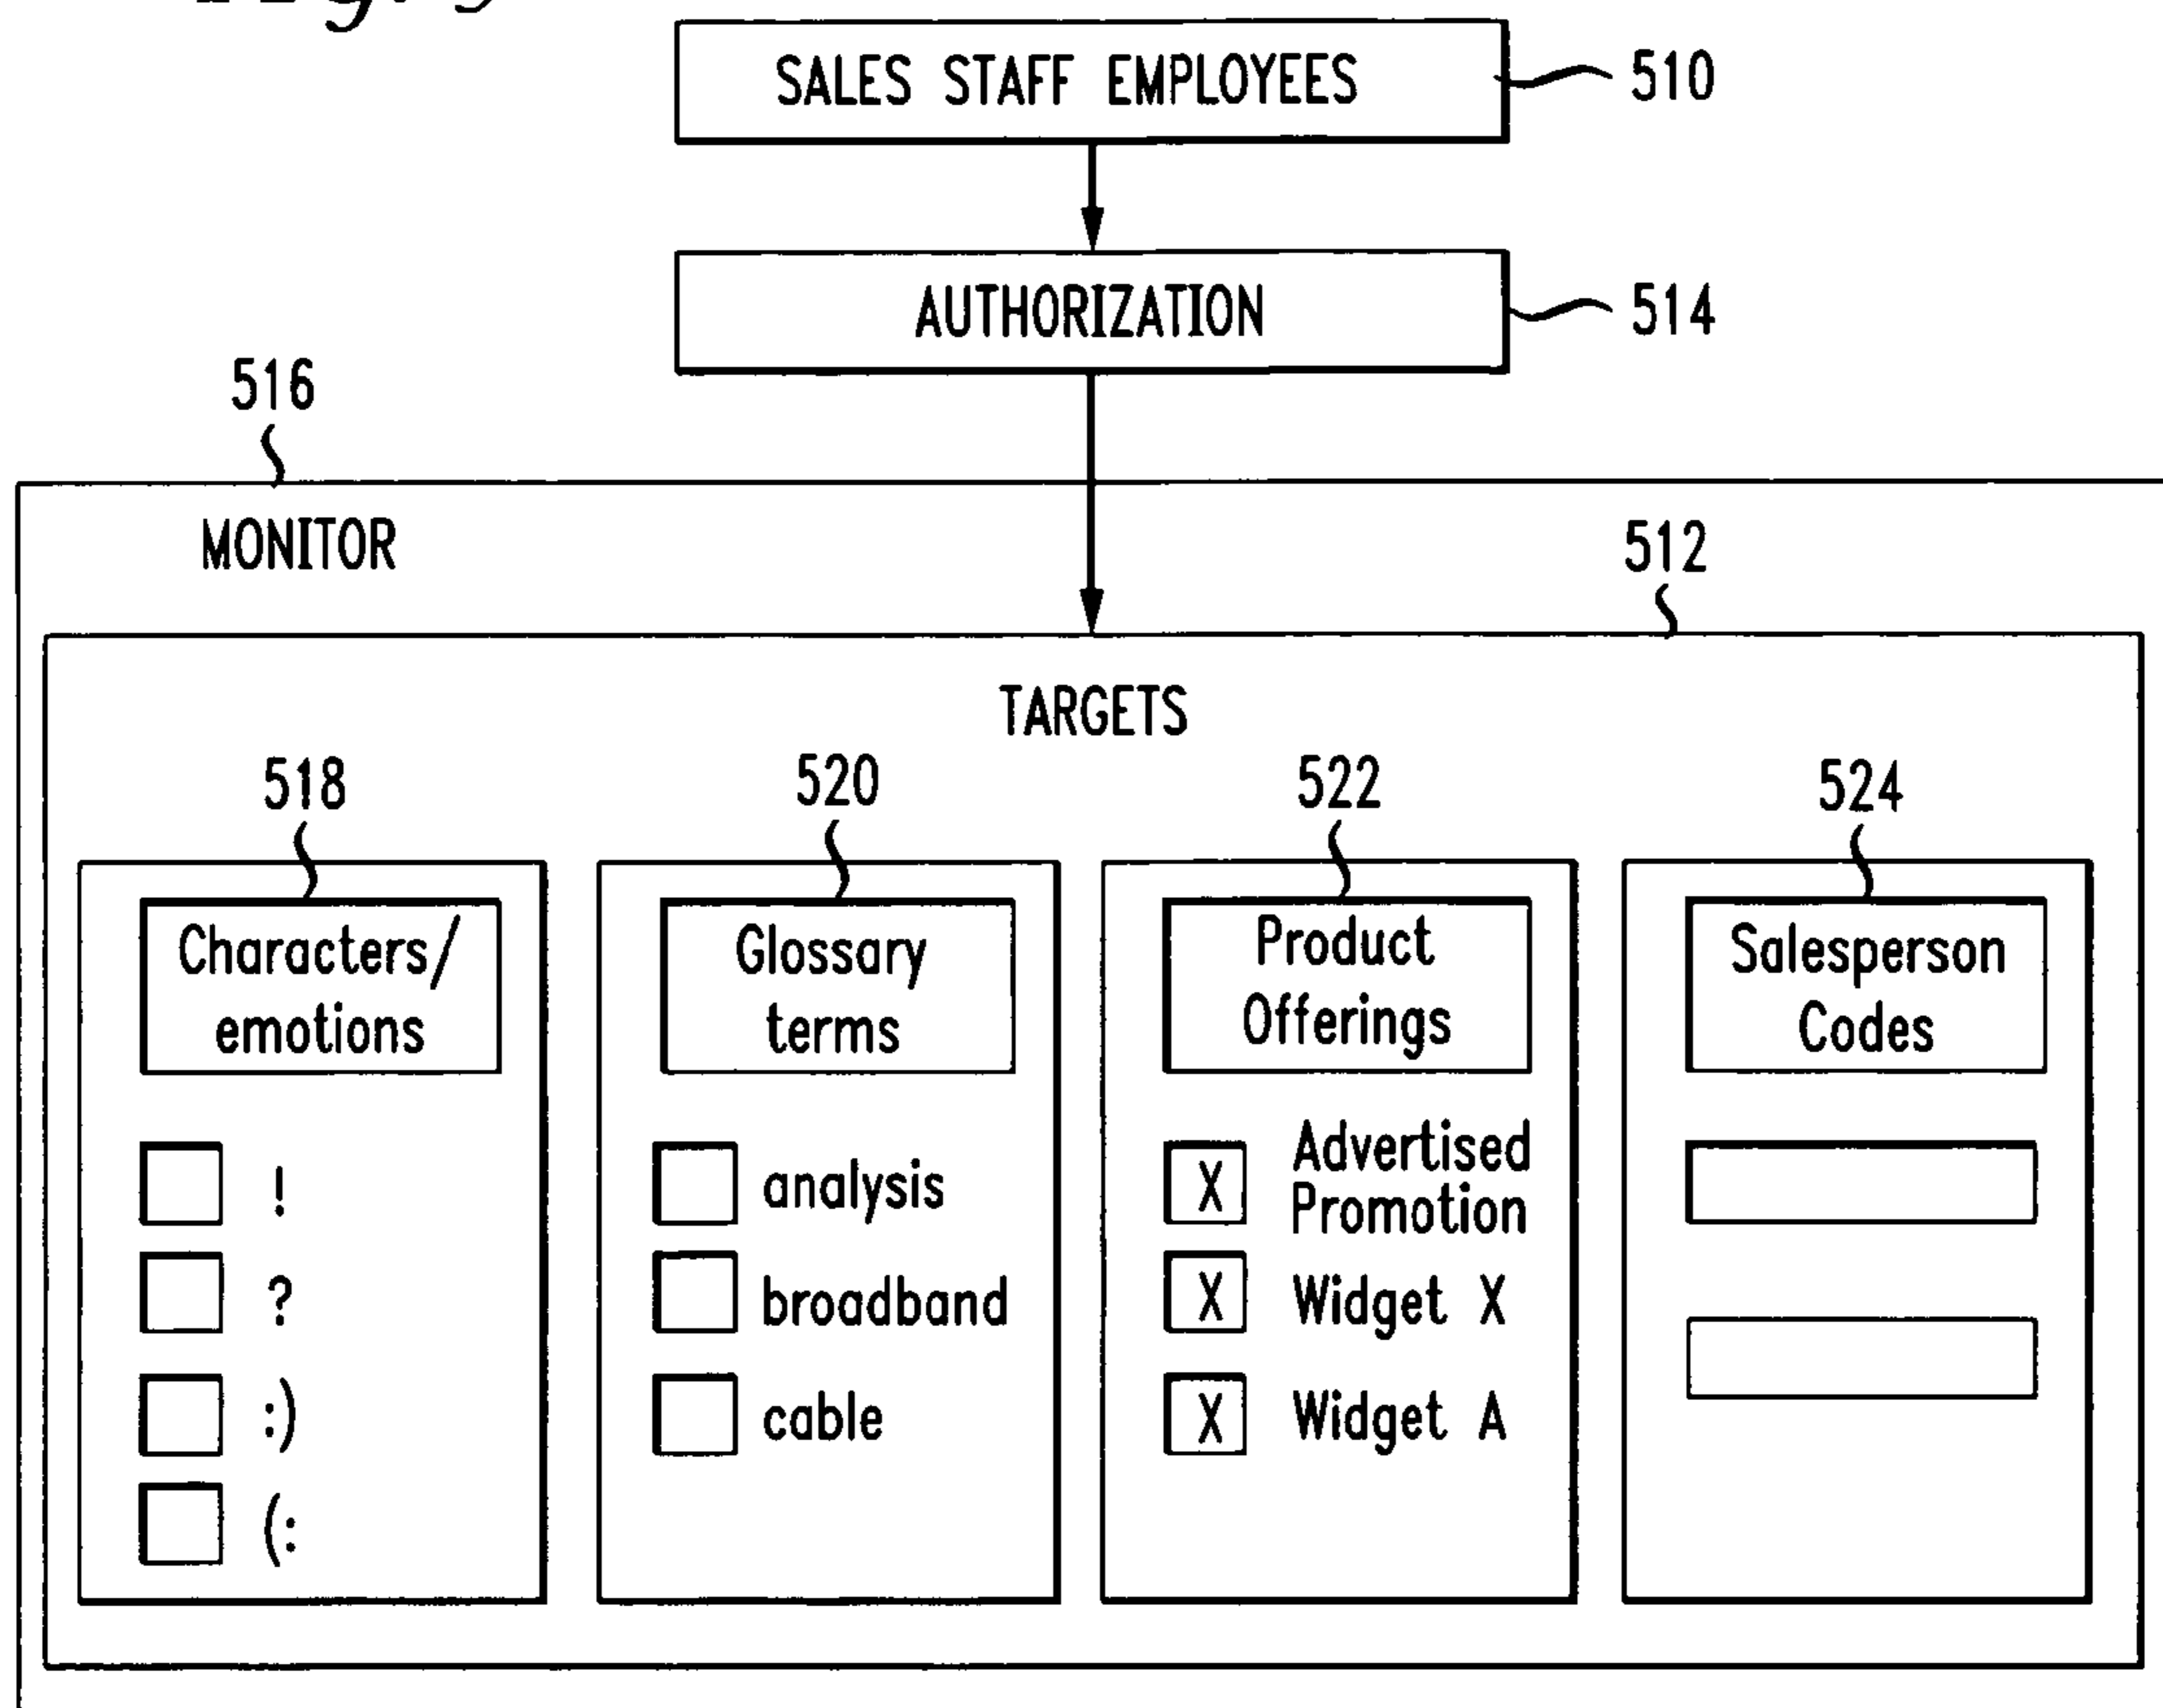 SALES STAFF EMPLOYEES
510
AUTHORIZATION
514
516
MONITOR
512
TARGETS
518
520
522
524
Characters/
emotions
Glossary
terms
Product
Offerings
Salesperson
Codes
!
?
:)
(:
analysis
broadband
cable
X Advertised
Promotion
X Widget X
X Widget A